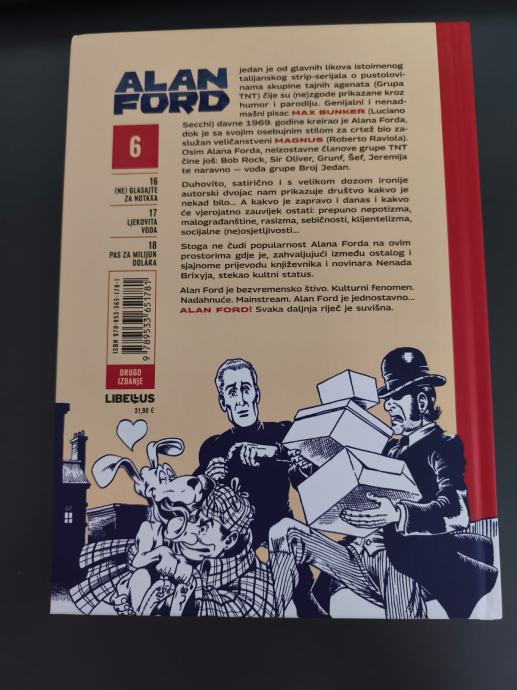 ALAN
FORD
jedan je od glavnih likova istoimenog
talijanskog strip-serijala o pustolovi-
nama skupine tajnih agenata (Grupa
TNT) čije su (ne)zgode prikazane kroz
humor i parodiju. Genijalni i nenad-
mašni pisac MAX BUNKER (Luciano
Secchi) davne 1969. godine kreirao je Alana Forda,
dok je sa svojim osebujnim stilom za crtež bio za-
služan veličanstveni MAGNUS (Roberto Raviola).
Osim Alana Forda, neizostavne članove grupe TNT
čine još: Bob Rock, Sir Oliver, Grunf, Šef, Jeremija
te naravno — vođa grupe Broj Jedan.
Duhovito, satirično i s velikom dozom ironije
autorski dvojac nam prikazuje društvo kakvo je
nekad bilo... A kakvo je zapravo i danas i kakvo
će vjerojatno zauvijek ostati: prepuno nepotizma,
malograđanštine, rasizma, sebičnosti, klijentelizma,
socijalne (ne)osjetljivosti...
Stoga ne čudi popularnost Alana Forda na ovim
prostorima gdje je, zahvaljujući između ostalog i
sjajnome prijevodu književnika i novinara Nenada
Brixyja, stekao kultni status.
Alan Ford je bezvremensko štivo. Kulturni fenomen.
Nadahnuće. Mainstream. Alan Ford je jednostavno...
ALAN FORD! Svaka daljnja riječ je suvišna.
6
16
(NE) GLASAJTE
ZA NOTAXA
17
LJEKOVITA
VODA
18
PAS ZA MILIJUN
DOLARA
ISBN 978-953-365-178-1
9789533651781
DRUGO
IZDANJE
LIBELLUS
31,90 €